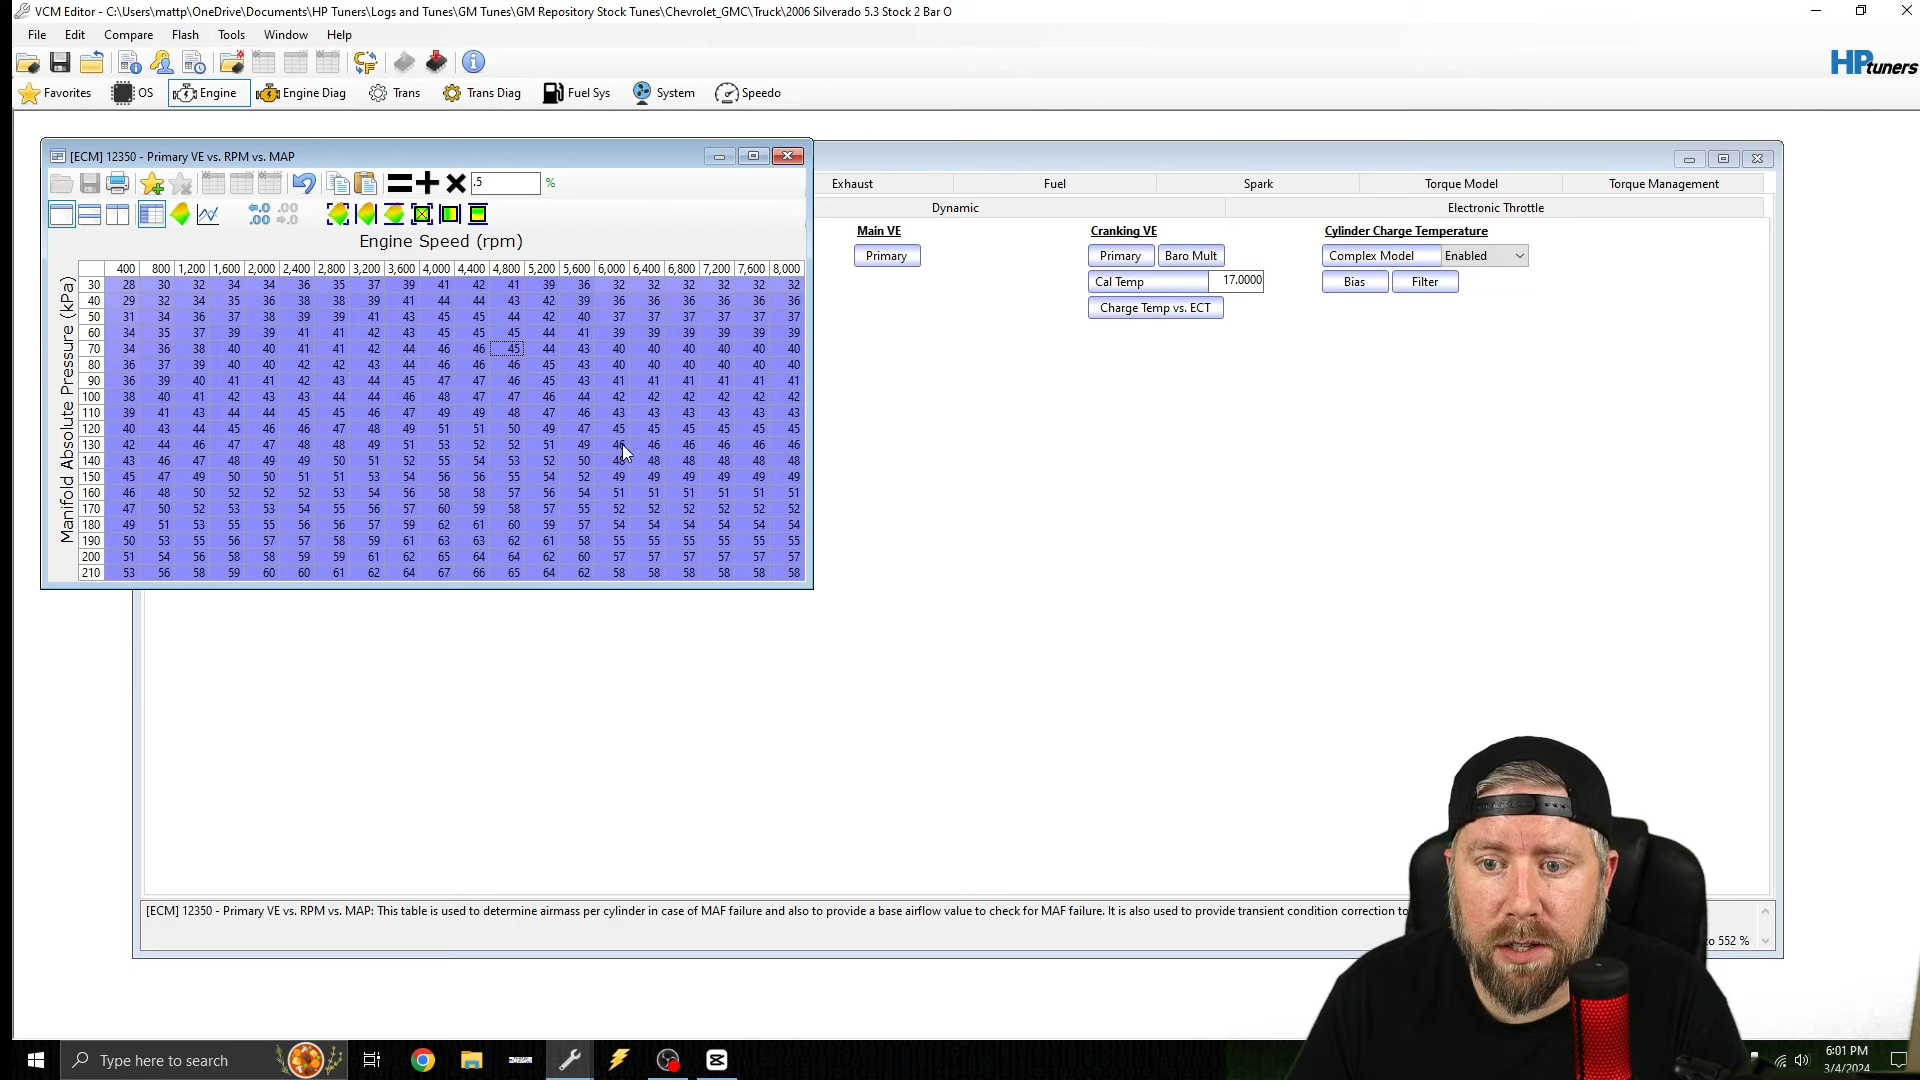 VCM Editor - C:\Users\mattp\OneDrive\Documents\HP Tuners\Logs and Tunes\GM Tunes\GM Repository Stock Tunes\Chevrolet_GMC\Truck\2006 Silverado 5.3 Stock 2 Bar O
File Edit Compare Flash Tools Window Help
HP tuners
Favorites OS Engine Engine Diag Trans Trans Diag Fuel Sys System Speedo
[ECM] 12350 - Primary VE vs. RPM vs. MAP
.5 %
Exhaust Fuel Spark Torque Model Torque Management
Dynamic Electronic Throttle
Main VE Cranking VE Cylinder Charge Temperature
Primary Primary Baro Mult Complex Model Enabled
Cal Temp 17.0000 Bias Filter
Charge Temp vs. ECT
Engine Speed (rpm)
Manifold Absolute Pressure (kPa)
400 800 1,200 1,600 2,000 2,400 2,800 3,200 3,600 4,000 4,400 4,800 5,200 5,600 6,000 6,400 6,800 7,200 7,600 8,000
30 28 30 32 34 34 36 35 37 39 41 42 41 39 36 32 32 32 32 32 32
40 29 32 34 35 36 38 38 39 41 44 44 43 42 39 36 36 36 36 36 36
50 31 34 36 37 38 39 39 41 43 45 45 44 42 40 37 37 37 37 37 37
60 34 35 37 39 39 41 41 42 43 45 45 45 44 41 39 39 39 39 39 39
70 34 36 38 40 40 41 41 42 44 46 46 45 44 43 40 40 40 40 40 40
80 36 37 39 40 40 42 42 43 44 46 46 46 45 43 40 40 40 40 40 40
90 36 39 40 41 41 42 43 44 45 47 47 46 45 43 41 41 41 41 41 41
100 38 40 41 42 43 43 44 44 46 48 47 47 46 44 42 42 42 42 42 42
110 39 41 43 44 44 45 45 46 47 49 49 48 47 46 43 43 43 43 43 43
120 40 43 44 45 46 46 47 48 49 51 51 50 49 47 45 45 45 45 45 45
130 42 44 46 47 47 48 48 49 51 53 52 52 51 49 46 46 46 46 46 46
140 43 46 47 48 49 49 50 51 52 55 54 53 52 50 48 48 48 48 48 48
150 45 47 49 50 50 51 51 53 54 56 56 55 54 52 49 49 49 49 49 49
160 46 48 50 52 52 52 53 54 56 58 58 57 56 54 51 51 51 51 51 51
170 47 50 52 53 53 54 55 56 57 60 59 58 57 55 52 52 52 52 52 52
180 49 51 53 55 55 56 56 57 59 62 61 60 59 57 54 54 54 54 54 54
190 50 53 55 56 57 57 58 59 61 63 63 62 61 58 55 55 55 55 55 55
200 51 54 56 58 58 59 59 61 62 65 64 64 62 60 57 57 57 57 57 57
210 53 56 58 59 60 60 61 62 64 67 66 65 64 62 58 58 58 58 58 58
[ECM] 12350 - Primary VE vs. RPM vs. MAP: This table is used to determine airmass per cylinder in case of MAF failure and also to provide a base airflow value to check for MAF failure. It is also used to provide transient condition correction to
to 552 %
Type here to search
6:01 PM
3/4/2024